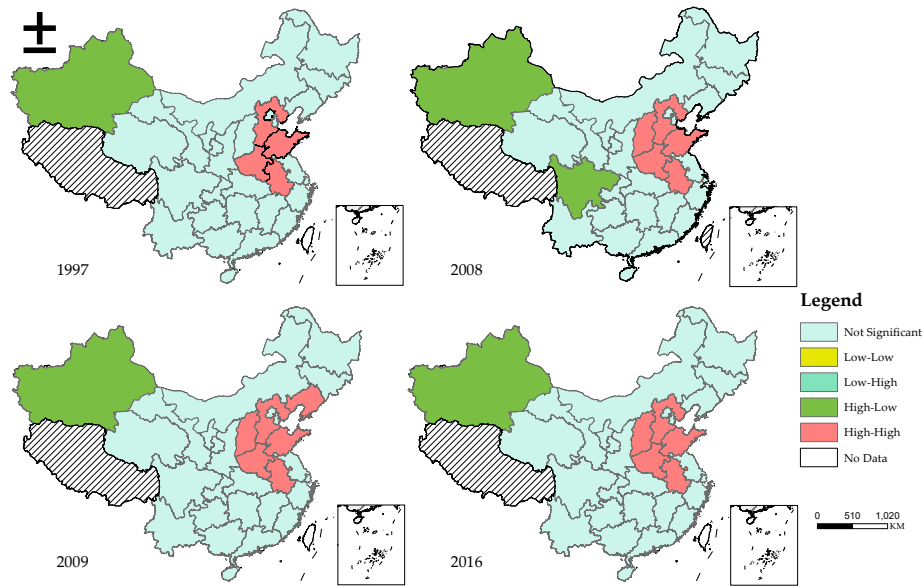 ±
1997
2008
Legend
Not Significant
Low-Low
Low-High
High-Low
High-High
No Data
0 510 1,020
KM
2009
2016